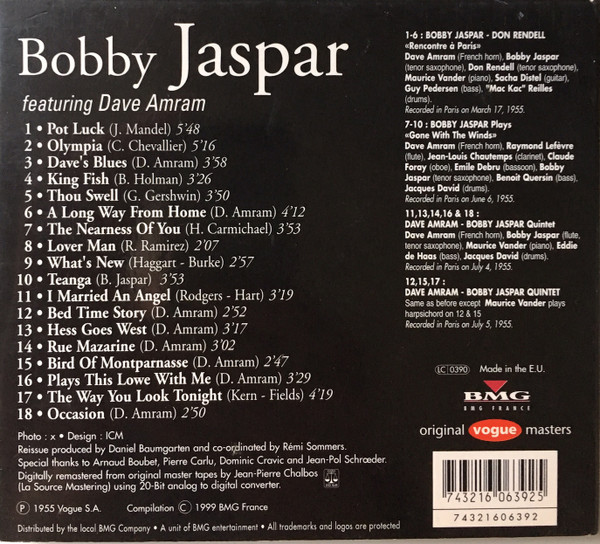 Bobby Jaspar
featuring Dave Amram
1 • Pot Luck (J. Mandel) 5'48
2 • Olympia (C. Chevallier) 5'16
3 • Dave's Blues (D. Amram) 3'58
4 • King Fish (B. Holman) 3'26
5 • Thou Swell (G. Gershwin) 3'50
6 • A Long Way From Home (D. Amram) 4'12
7 • The Nearness Of You (H. Carmichael) 3'53
8 • Lover Man (R. Ramirez) 2'07
9 • What's New (Haggart - Burke) 2'57
10 • Teanga (B. Jaspar) 3'53
11 • I Married An Angel (Rodgers - Hart) 3'19
12 • Bed Time Story (D. Amram) 2'52
13 • Hess Goes West (D. Amram) 3'17
14 • Rue Mazarine (D. Amram) 3'02
15 • Bird Of Montparnasse (D. Amram) 2'47
16 • Plays This Lowe With Me (D. Amram) 3'29
17 • The Way You Look Tonight (Kern - Fields) 4'19
18 • Occasion (D. Amram) 2'50
Photo : x • Design : ICM
Reissue produced by Daniel Baumgarten and co-ordinated by Rémi Sommers.
Special thanks to Arnaud Boubet, Pierre Carlu, Dominic Cravic and Jean-Pol Schrœder.
Digitally remastered from original master tapes by Jean-Pierre Chalbos
(La Source Mastering) using 20-Bit analog to digital converter.
Ⓟ 1955 Vogue S.A. Compilation Ⓒ 1999 BMG France
Distributed by the local BMG Company • A unit of BMG entertainment • All trademarks and logos are protected
1-6 : BOBBY JASPAR - DON RENDELL
«Rencontre à Paris»
Dave Amram (French horn), Bobby Jaspar
(tenor saxophone), Don Rendell (tenor saxophone),
Maurice Vander (piano), Sacha Distel (guitar),
Guy Pedersen (bass), "Mac Kac" Reilles
(drums).
Recorded in Paris on March 17, 1955.
7-10 : BOBBY JASPAR Plays
«Gone With The Winds»
Dave Amram (French horn), Raymond Lefèvre
(flute), Jean-Louis Chautemps (clarinet), Claude
Foray (oboe), Emile Debru (bassoon), Bobby
Jaspar (tenor saxophone), Benoit Quersin (bass),
Jacques David (drums).
Recorded in Paris on June 6, 1955.
11,13,14,16 & 18 :
DAVE AMRAM - BOBBY JASPAR Quintet
Dave Amram (French horn), Bobby Jaspar (flute,
tenor saxophone), Maurice Vander (piano), Eddie
de Haas (bass), Jacques David (drums).
Recorded in Paris on July 4, 1955.
12,15,17 :
DAVE AMRAM - BOBBY JASPAR QUINTET
Same as before except Maurice Vander plays
harpsichord on 12 & 15
Recorded in Paris on July 5, 1955.
LC 0390 Made in the E.U.
BMG
BMG FRANCE
original vogue masters
743216 063925
74321606392